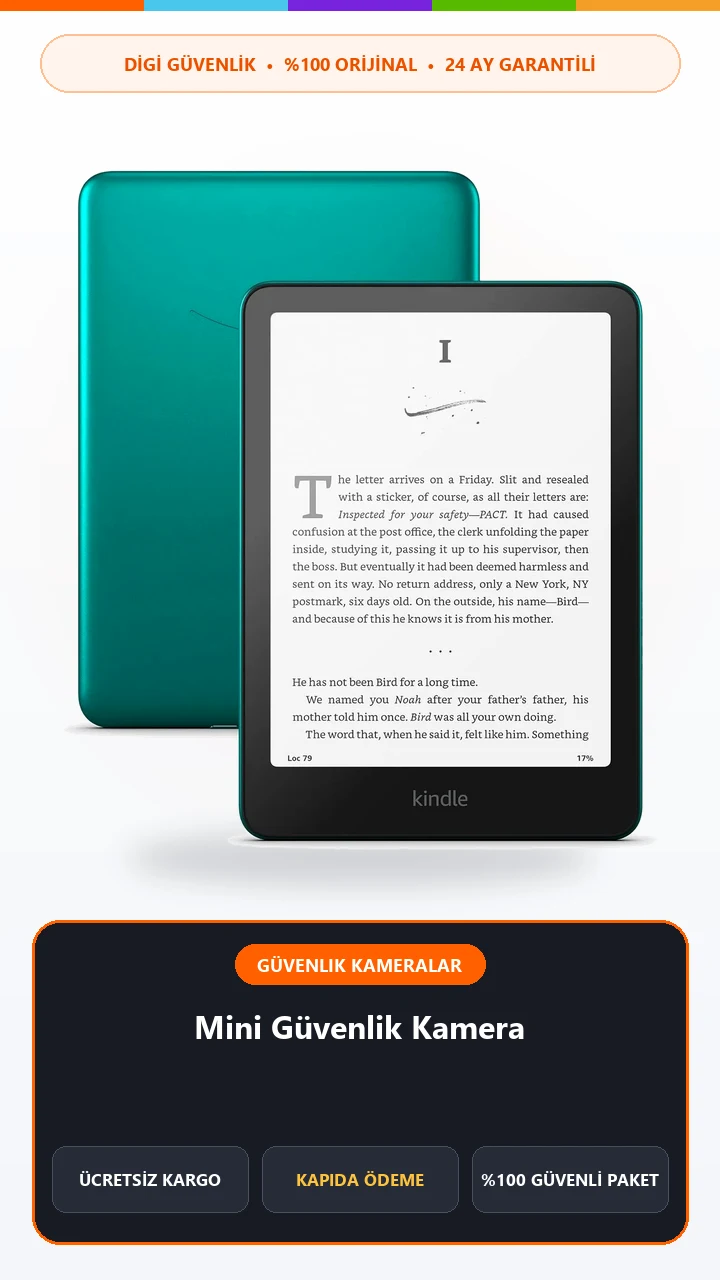 DİGİ GÜVENLİK • %100 ORİJİNAL • 24 AY GARANTİLİ
I
The letter arrives on a Friday. Slit and resealed
with a sticker, of course, as all their letters are:
Inspected for your safety—PACT. It had caused
confusion at the post office, the clerk unfolding the paper
inside, studying it, passing it up to his supervisor, then
the boss. But eventually it had been deemed harmless and
sent on its way. No return address, only a New York, NY
postmark, six days old. On the outside, his name—Bird—
and because of this he knows it is from his mother.
. . .
He has not been Bird for a long time.
We named you Noah after your father's father, his
mother told him once. Bird was all your own doing.
The word that, when he said it, felt like him. Something
Loc 79 17%
kindle
GÜVENLIK KAMERALAR
Mini Güvenlik Kamera
ÜCRETSİZ KARGO KAPIDA ÖDEME %100 GÜVENLİ PAKET